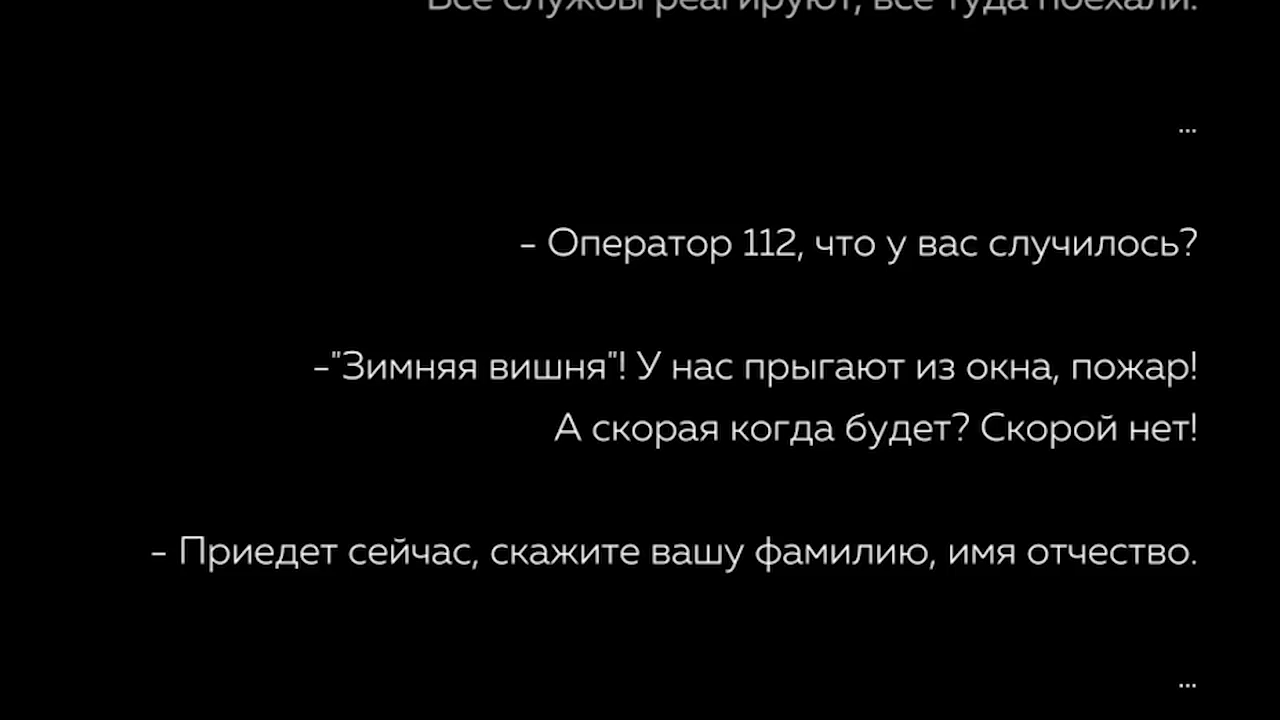 Все службы реагируют, все туда поехали.
...
- Оператор 112, что у вас случилось?
-"Зимняя вишня"! У нас прыгают из окна, пожар!
А скорая когда будет? Скорой нет!
- Приедет сейчас, скажите вашу фамилию, имя отчество.
...